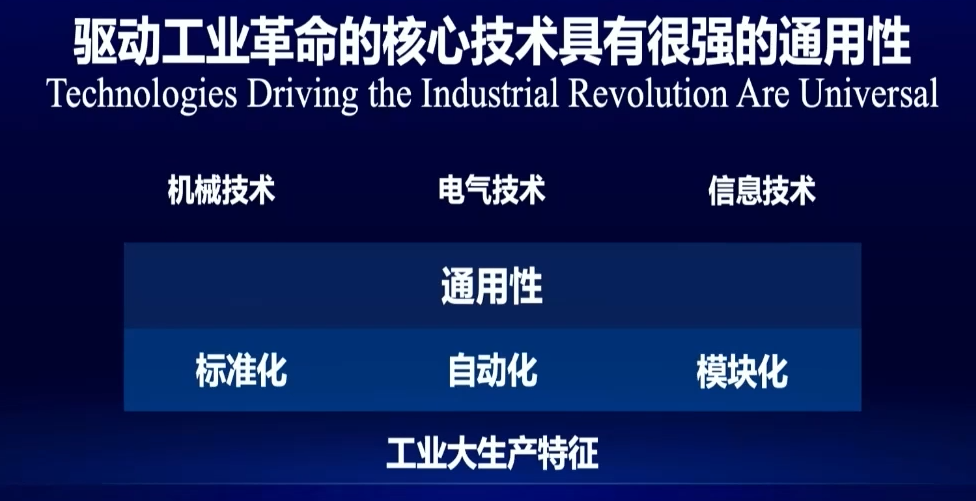 驱动工业革命的核心技术具有很强的通用性
Technologies Driving the Industrial Revolution Are Universal
机械技术 电气技术 信息技术
通用性
标准化 自动化 模块化
工业大生产特征